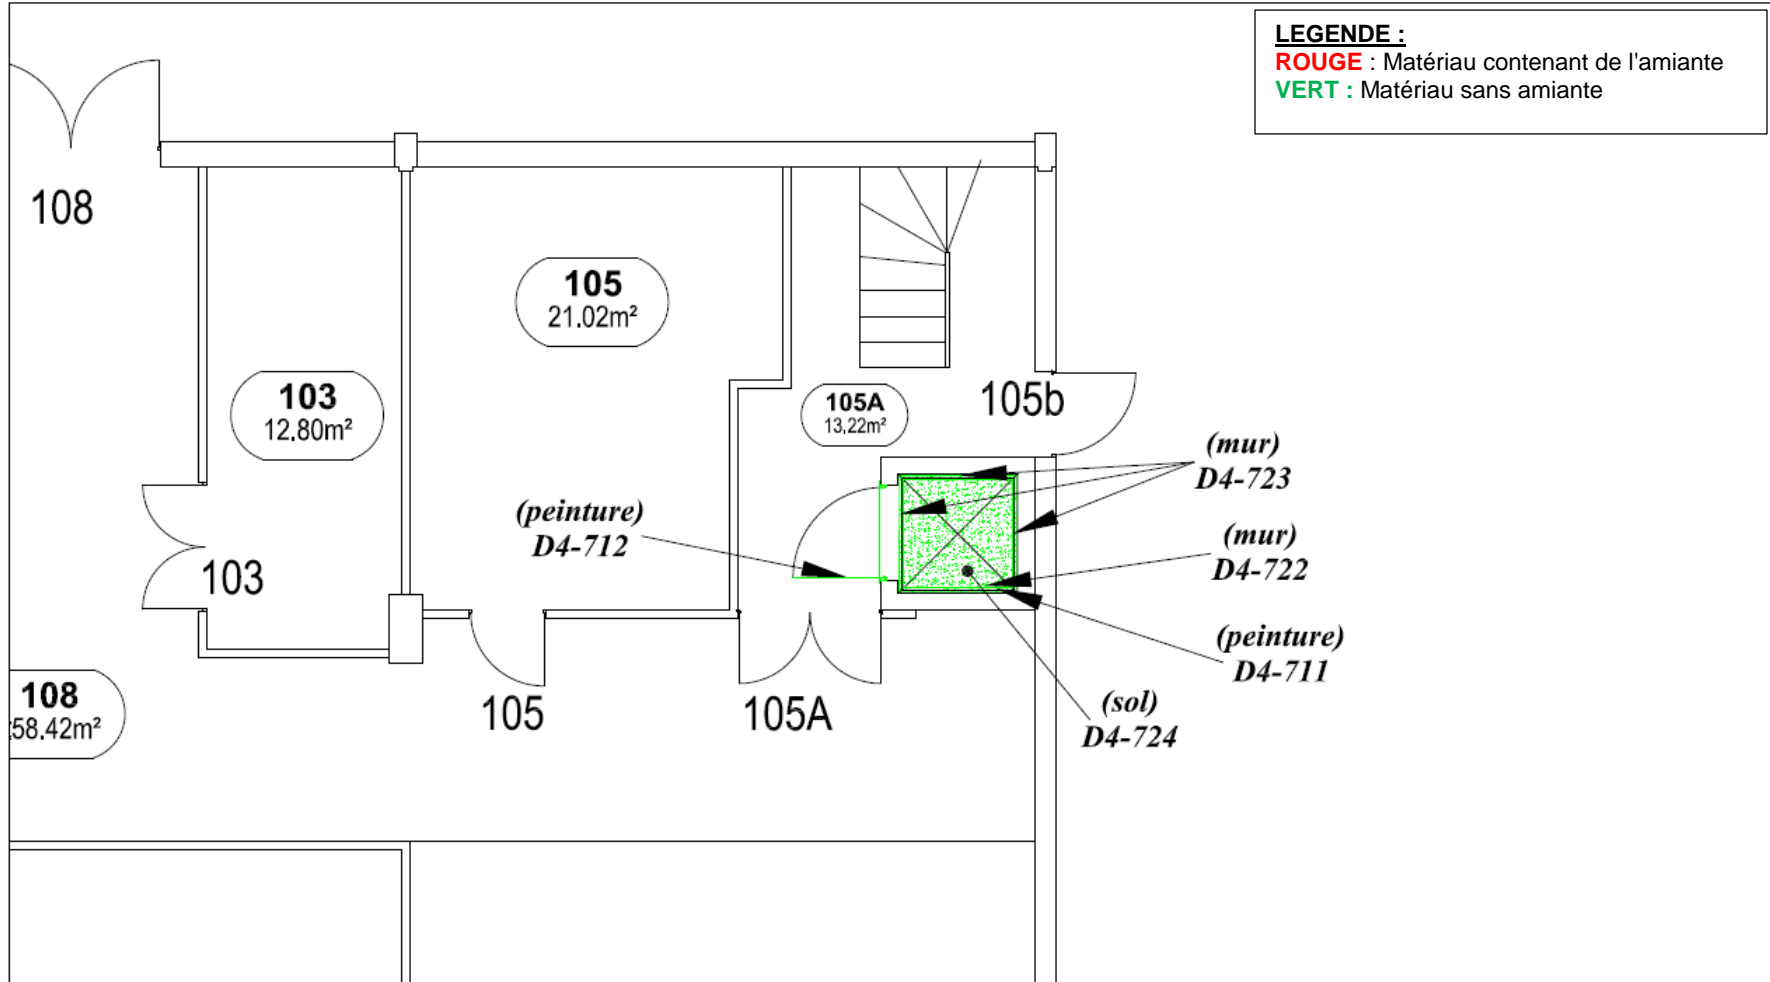 LEGENDE :
ROUGE : Matériau contenant de l'amiante
VERT : Matériau sans amiante
108
105
21.02m²
103
12.80m²
105A
13,22m²
105b
(mur)
D4-723
(peinture)
D4-712
(mur)
D4-722
103
(peinture)
D4-711
108
58.42m²
105
105A
(sol)
D4-724